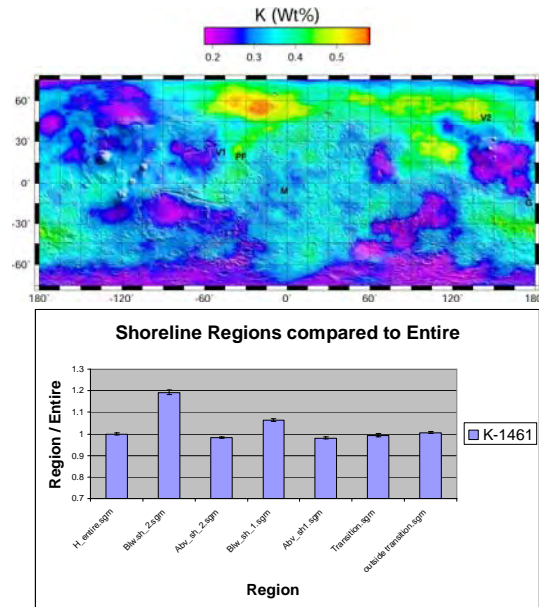 K (Wt%)
0.2 0.3 0.4 0.5
60°
30°
0°
-30°
-60°
V1
PF
M
V2
G
180° -120° -60° 0° 60° 120° 180°
Shoreline Regions compared to Entire
1.3
1.2
1.1
1
0.9
0.8
0.7
Region / Entire
H_entire.sgm
Blw.sh_2.sgm
Abv_sh_2.sgm
Blw_sh_1.sgm
Abv_sh1.sgm
Transition.sgm
outside transition.sgm
Region
K-1461